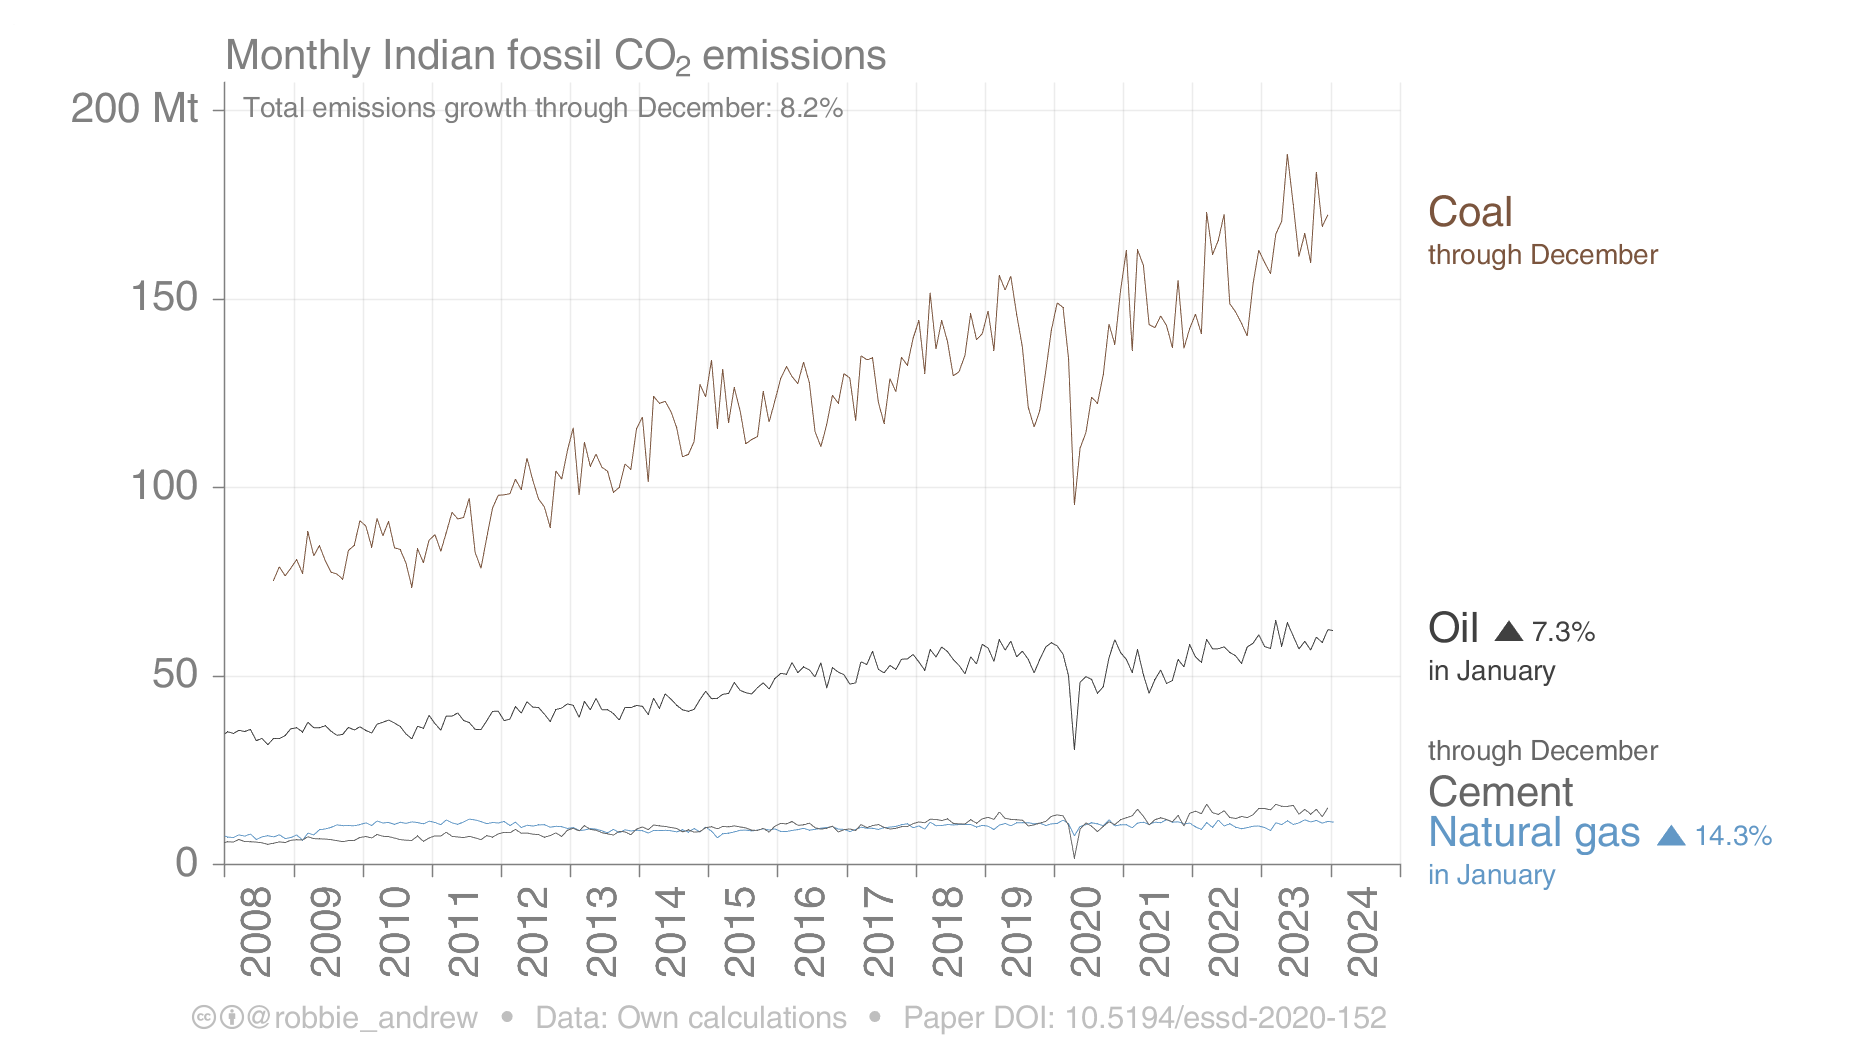 Monthly Indian fossil CO₂ emissions
Total emissions growth through December: 8.2%
200 Mt
150
100
50
0
Coal
through December
Oil ▲ 7.3%
in January
through December
Cement
Natural gas ▲ 14.3%
in January
2008
2009
2010
2011
2012
2013
2014
2015
2016
2017
2018
2019
2020
2021
2022
2023
2024
@robbie_andrew • Data: Own calculations • Paper DOI: 10.5194/essd-2020-152